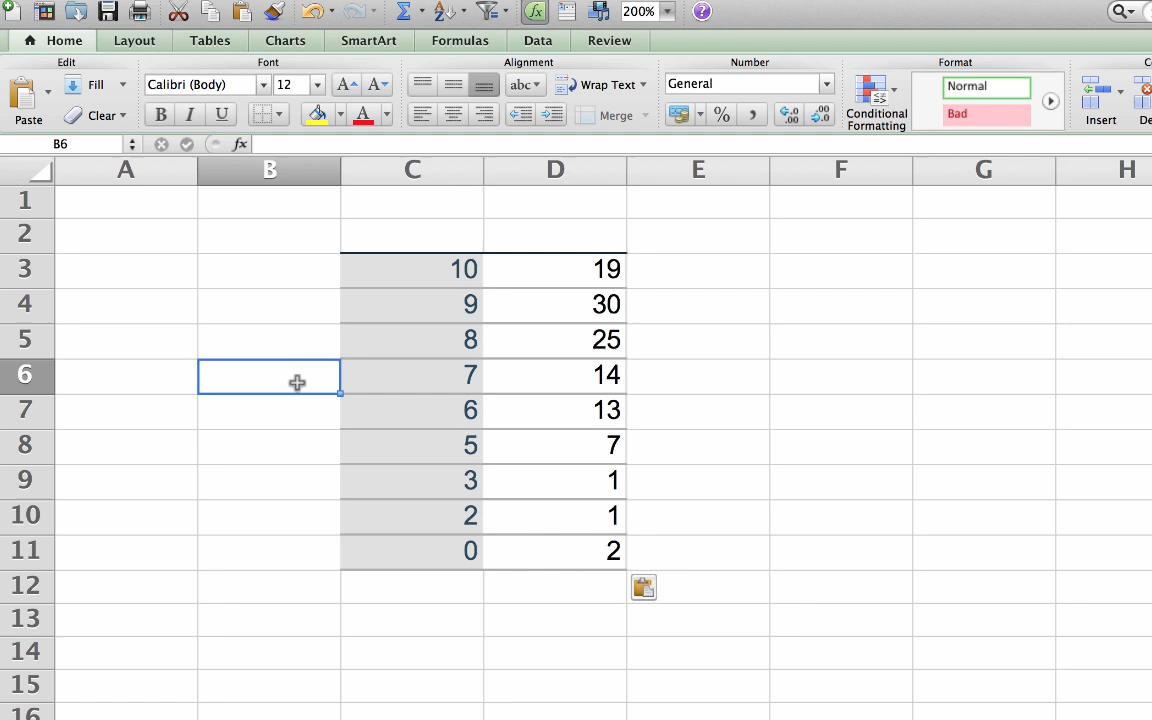 200%
Home Layout Tables Charts SmartArt Formulas Data Review
Edit Font Alignment Number Format
Fill Calibri (Body) 12 A A abc Wrap Text General Normal
Paste Clear B I U A Merge % Conditional Formatting Bad Insert
B6 fx
A B C D E F G H
1
2
3 10 19
4 9 30
5 8 25
6 7 14
7 6 13
8 5 7
9 3 1
10 2 1
11 0 2
12
13
14
15
16